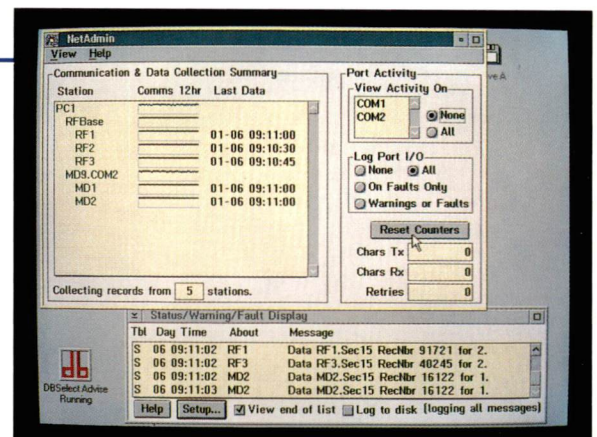 NetAdmin
View Help
Communication & Data Collection Summary
Station Comms 12hr Last Data
PC1
RFBase
RF1 01-06 09:11:00
RF2 01-06 09:10:30
RF3 01-06 09:10:45
MD9.COM2
MD1 01-06 09:11:00
MD2 01-06 09:11:00
Collecting records from 5 stations.
Port Activity
View Activity On
COM1
COM2
None
All
Log Port I/O
None All
On Faults Only
Warnings or Faults
Reset Counters
Chars Tx 0
Chars Rx 0
Retries 0
ve A
Status/Warning/Fault Display
Tbl Day Time About Message
S 06 09:11:02 RF1 Data RF1.Sec15 RecNbr 91721 for 2.
S 06 09:11:02 RF3 Data RF3.Sec15 RecNbr 40245 for 2.
S 06 09:11:02 MD2 Data MD2.Sec15 RecNbr 16122 for 1.
S 06 09:11:03 MD2 Data MD2.Sec15 RecNbr 16122 for 1.
Help Setup... View end of list Log to disk (logging all messages)
db
DBSelect Advise
Running